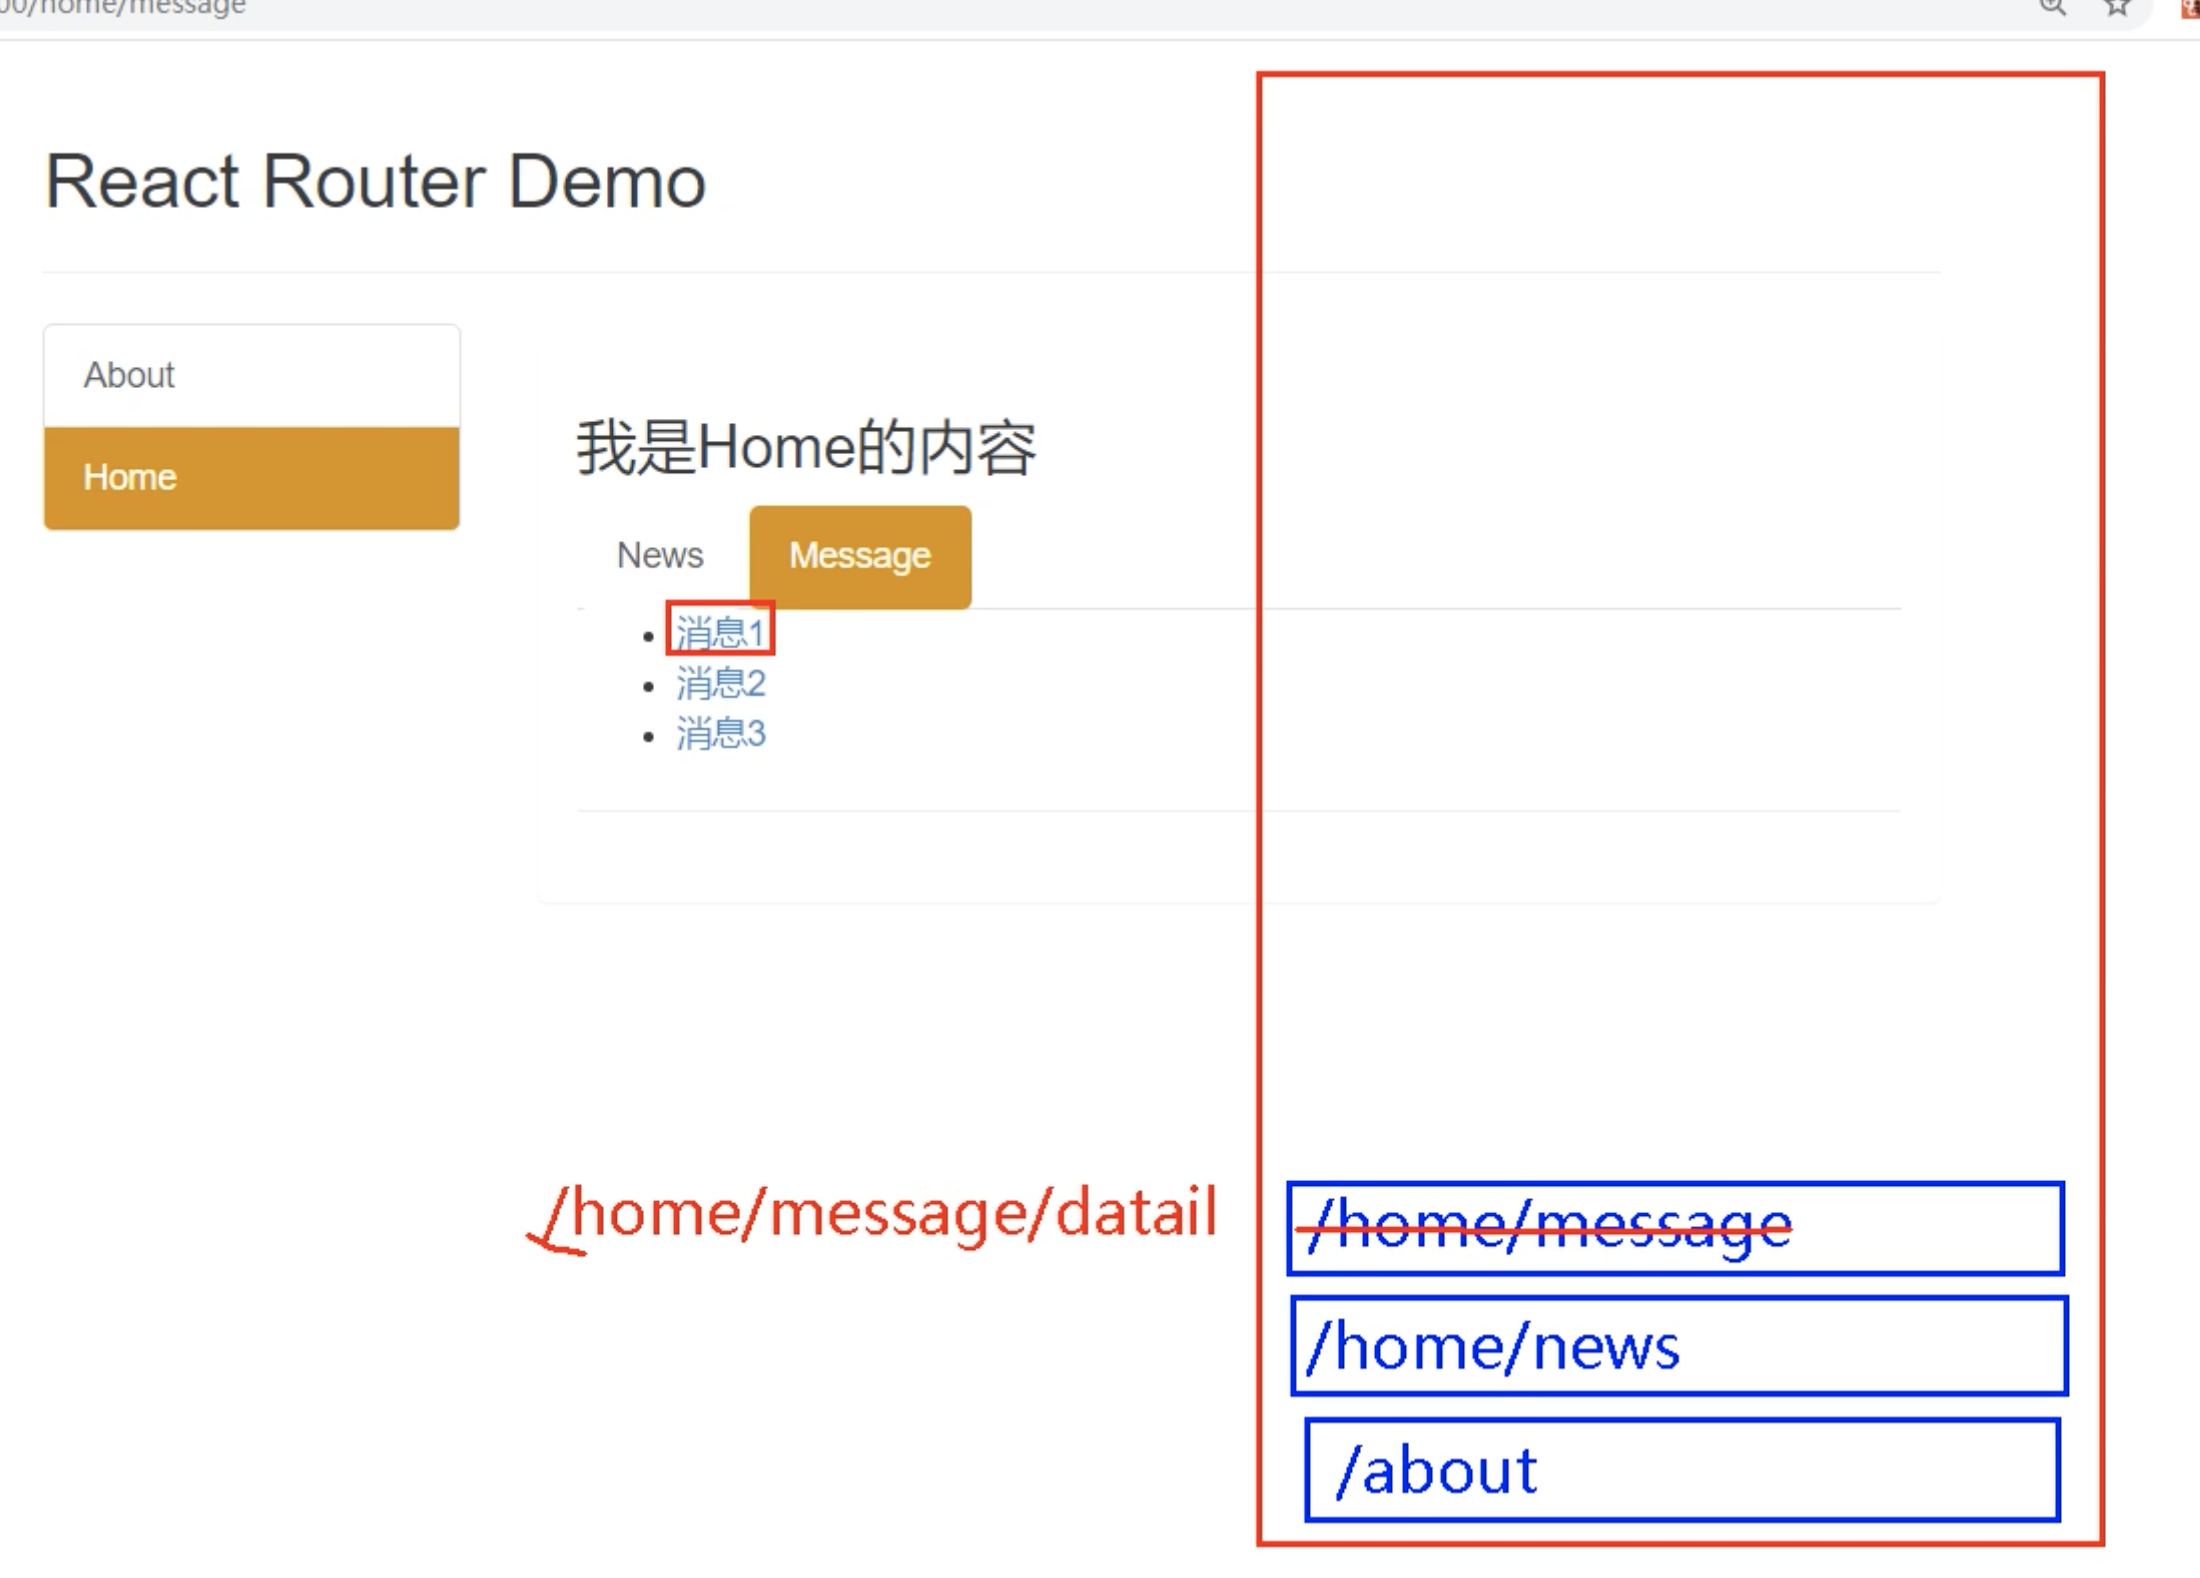 00/home/message
React Router Demo
About
Home
我是Home的内容
News
Message
消息1
消息2
消息3
/home/message/datail
/home/message
/home/news
/about